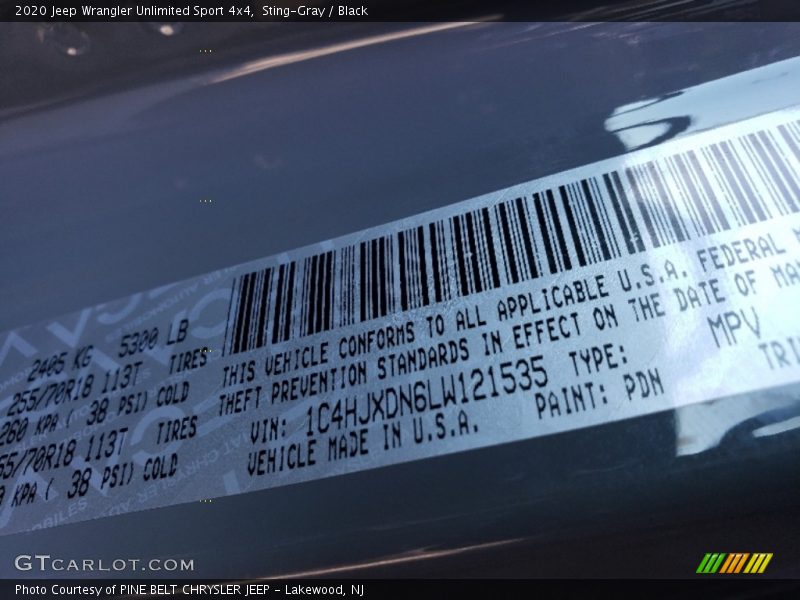 2020 Jeep Wrangler Unlimited Sport 4x4, Sting-Gray / Black
2405 KG 5300 LB
255/70R18 113T TIRES
260 KPA ( 38 PSI) COLD
55/70R18 113T TIRES
KPA ( 38 PSI) COLD
THIS VEHICLE CONFORMS TO ALL APPLICABLE U.S.A. FEDERAL M
THEFT PREVENTION STANDARDS IN EFFECT ON THE DATE OF MA
VIN: 1C4HJXDN6LW121535 TYPE: MPV
VEHICLE MADE IN U.S.A. PAINT: PDN TRI
GTCARLOT.COM
Photo Courtesy of PINE BELT CHRYSLER JEEP - Lakewood, NJ